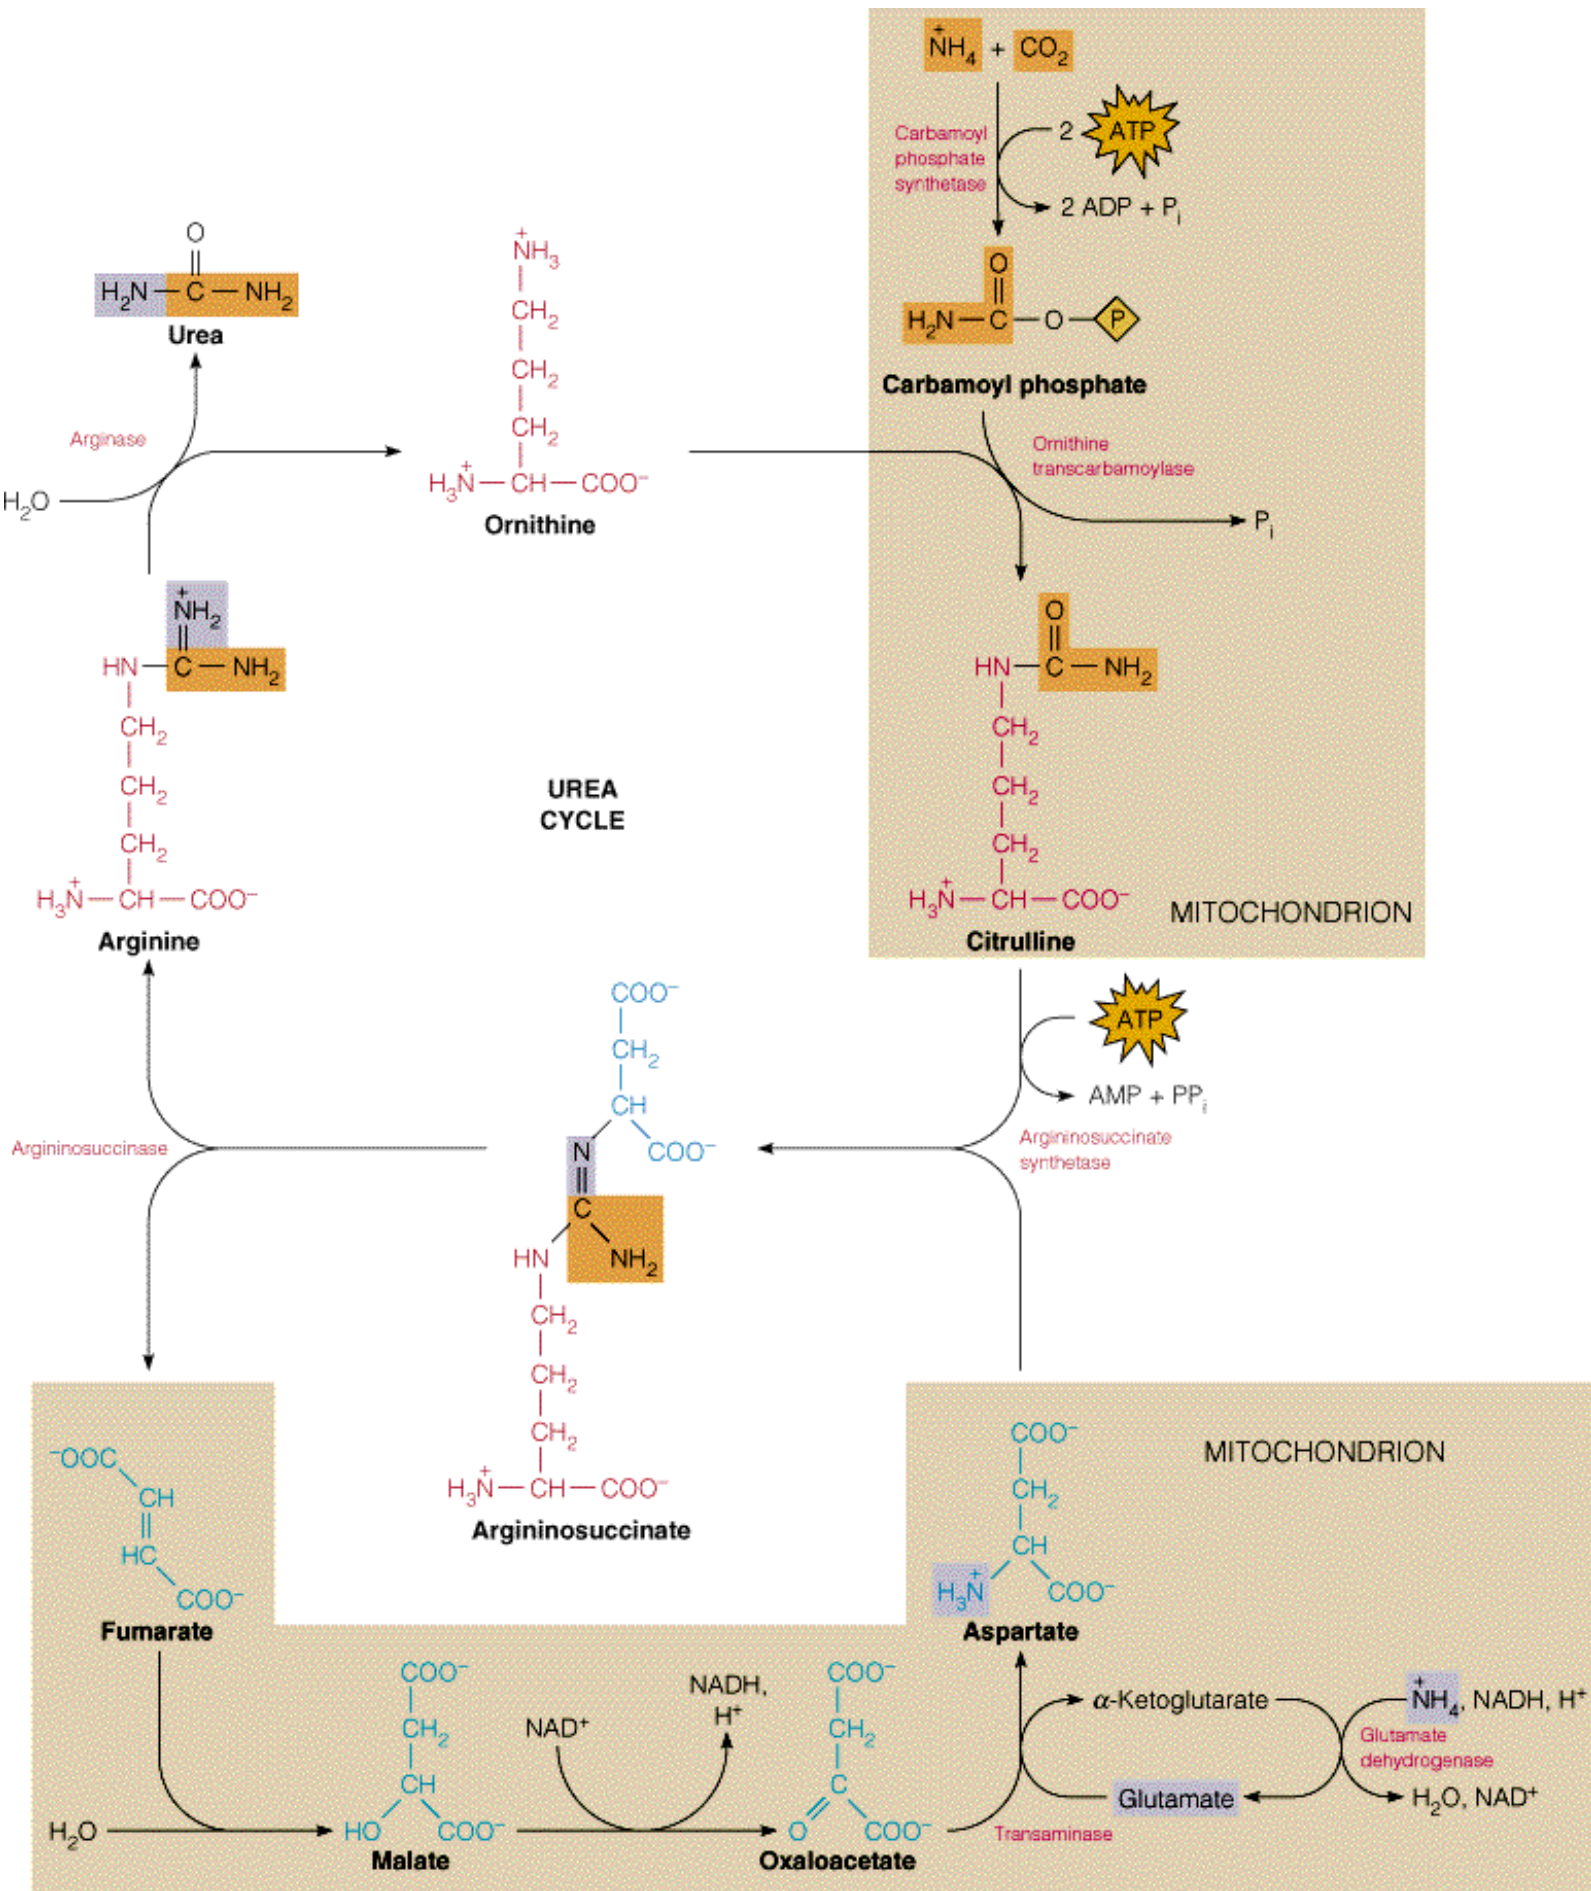 N⁺H₄ + CO₂
Carbamoyl
phosphate
synthetase
2 ATP
2 ADP + Pᵢ
O
H₂N—C—NH₂
Urea
N⁺H₃
CH₂
CH₂
CH₂
H₃N⁺—CH—COO⁻
Ornithine
O
H₂N—C—O—P
Carbamoyl phosphate
Arginase
H₂O
Ornithine
transcarbamoylase
Pᵢ
N⁺H₂
HN—C—NH₂
CH₂
CH₂
CH₂
H₃N⁺—CH—COO⁻
Arginine
UREA
CYCLE
O
HN—C—NH₂
CH₂
CH₂
CH₂
H₃N⁺—CH—COO⁻
Citrulline
MITOCHONDRION
ATP
AMP + PPᵢ
Argininosuccinate
synthetase
Argininosuccinase
COO⁻
CH₂
CH
N COO⁻
C
HN NH₂
CH₂
CH₂
CH₂
H₃N⁺—CH—COO⁻
Argininosuccinate
⁻OOC
CH
HC
COO⁻
Fumarate
MITOCHONDRION
COO⁻
CH₂
CH
H₃N⁺ COO⁻
Aspartate
H₂O
COO⁻
CH₂
CH
HO COO⁻
Malate
NAD⁺
NADH,
H⁺
COO⁻
CH₂
C
O COO⁻
Oxaloacetate
α-Ketoglutarate
N⁺H₄, NADH, H⁺
Glutamate
dehydrogenase
Glutamate
H₂O, NAD⁺
Transaminase